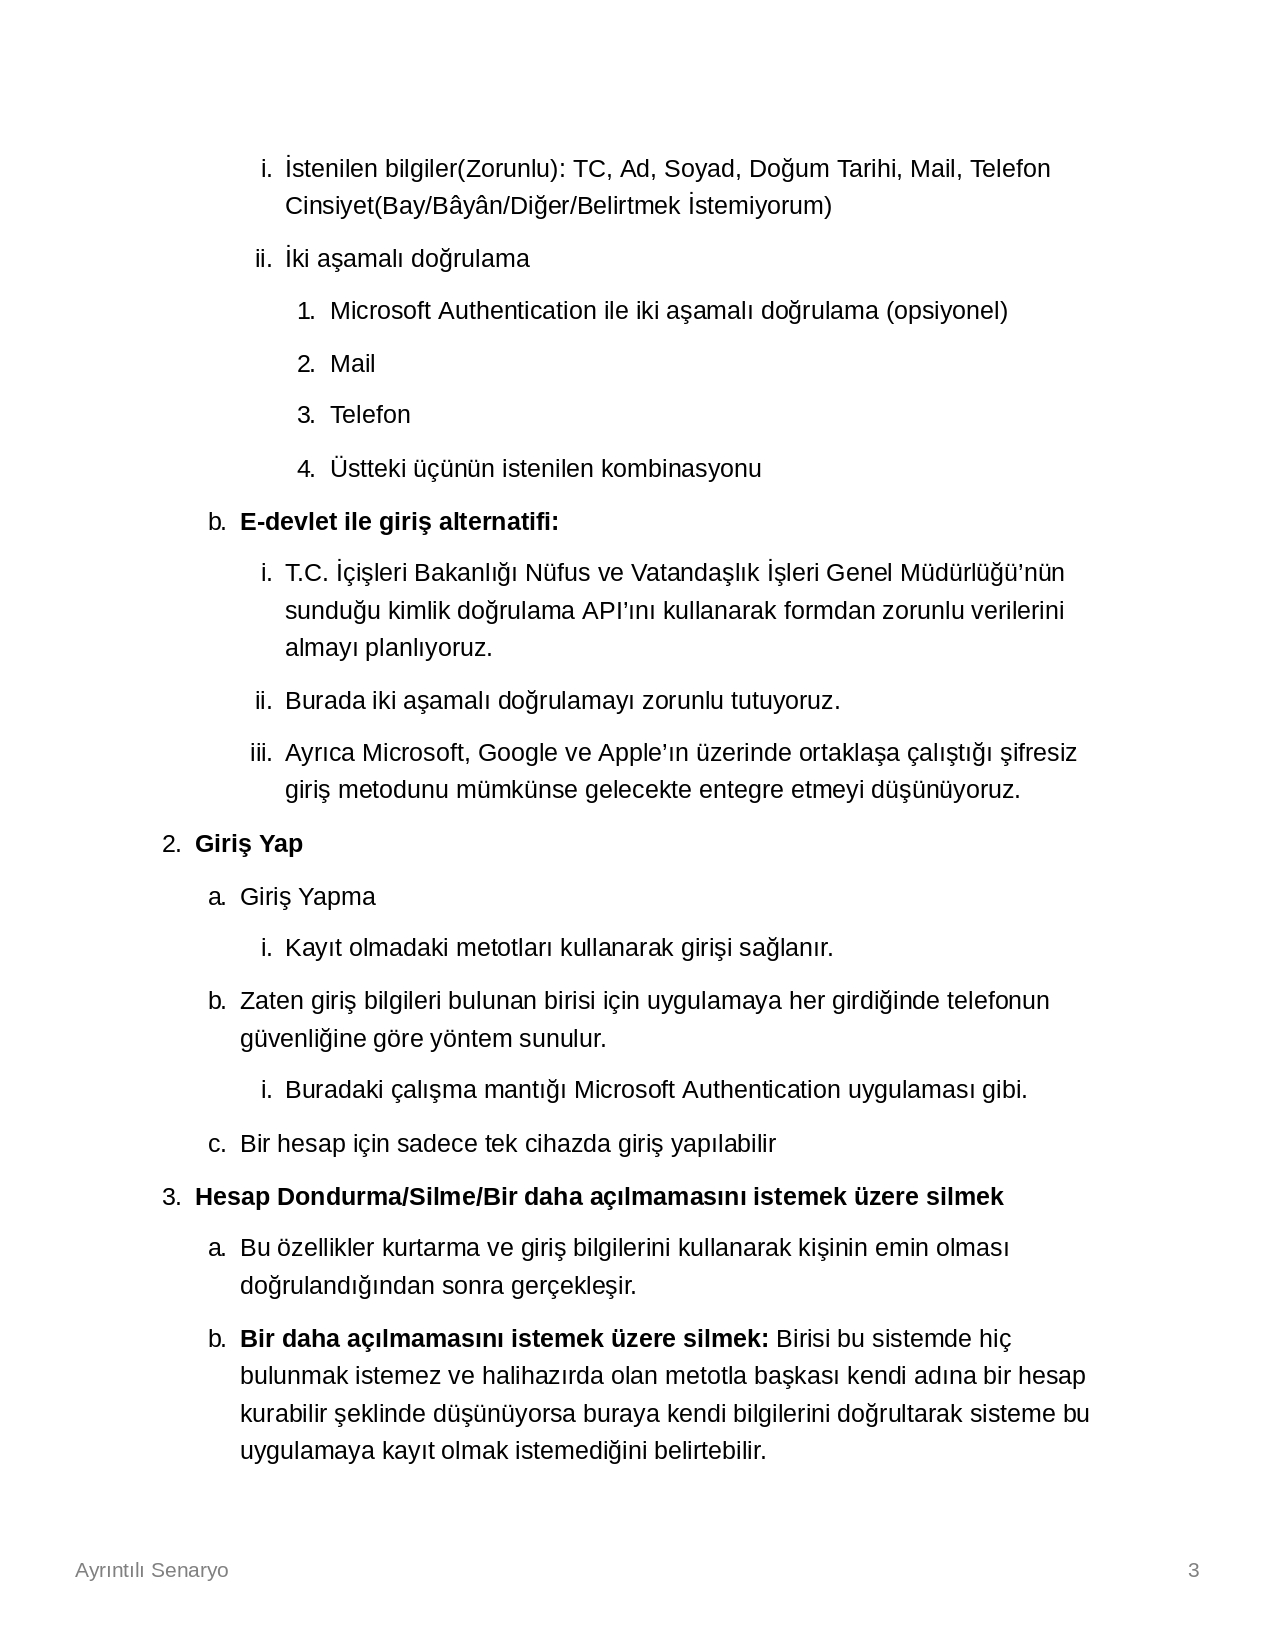 i. İstenilen bilgiler(Zorunlu): TC, Ad, Soyad, Doğum Tarihi, Mail, Telefon
Cinsiyet(Bay/Bâyân/Diğer/Belirtmek İstemiyorum)
ii. İki aşamalı doğrulama
1. Microsoft Authentication ile iki aşamalı doğrulama (opsiyonel)
2. Mail
3. Telefon
4. Üstteki üçünün istenilen kombinasyonu
b. E-devlet ile giriş alternatifi:
i. T.C. İçişleri Bakanlığı Nüfus ve Vatandaşlık İşleri Genel Müdürlüğü’nün
sunduğu kimlik doğrulama API’ını kullanarak formdan zorunlu verilerini
almayı planlıyoruz.
ii. Burada iki aşamalı doğrulamayı zorunlu tutuyoruz.
iii. Ayrıca Microsoft, Google ve Apple’ın üzerinde ortaklaşa çalıştığı şifresiz
giriş metodunu mümkünse gelecekte entegre etmeyi düşünüyoruz.
2. Giriş Yap
a. Giriş Yapma
i. Kayıt olmadaki metotları kullanarak girişi sağlanır.
b. Zaten giriş bilgileri bulunan birisi için uygulamaya her girdiğinde telefonun
güvenliğine göre yöntem sunulur.
i. Buradaki çalışma mantığı Microsoft Authentication uygulaması gibi.
c. Bir hesap için sadece tek cihazda giriş yapılabilir
3. Hesap Dondurma/Silme/Bir daha açılmamasını istemek üzere silmek
a. Bu özellikler kurtarma ve giriş bilgilerini kullanarak kişinin emin olması
doğrulandığından sonra gerçekleşir.
b. Bir daha açılmamasını istemek üzere silmek: Birisi bu sistemde hiç
bulunmak istemez ve halihazırda olan metotla başkası kendi adına bir hesap
kurabilir şeklinde düşünüyorsa buraya kendi bilgilerini doğrultarak sisteme bu
uygulamaya kayıt olmak istemediğini belirtebilir.
Ayrıntılı Senaryo
3